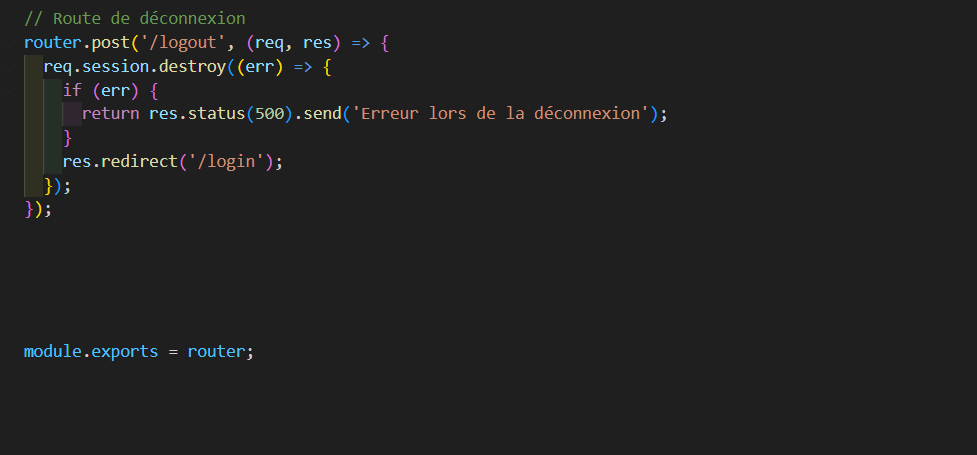 // Route de déconnexion
router.post('/logout', (req, res) => {
  req.session.destroy((err) => {
    if (err) {
      return res.status(500).send('Erreur lors de la déconnexion');
    }
    res.redirect('/login');
  });
});
module.exports = router;